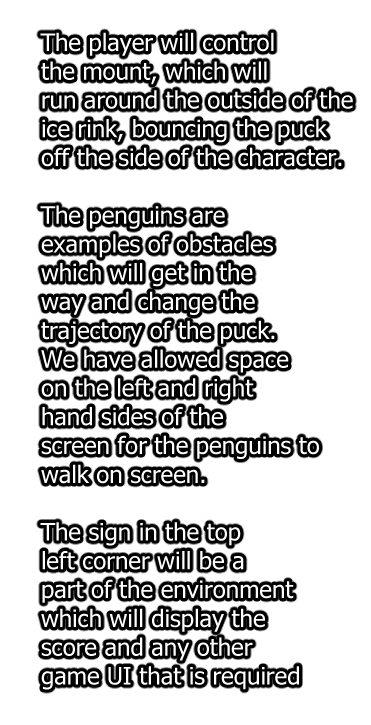 The player will control
the mount, which will
run around the outside of the
ice rink, bouncing the puck
off the side of the character.
The penguins are
examples of obstacles
which will get in the
way and change the
trajectory of the puck.
We have allowed space
on the left and right
hand sides of the
screen for the penguins to
walk on screen.
The sign in the top
left corner will be a
part of the environment
which will display the
score and any other
game UI that is required